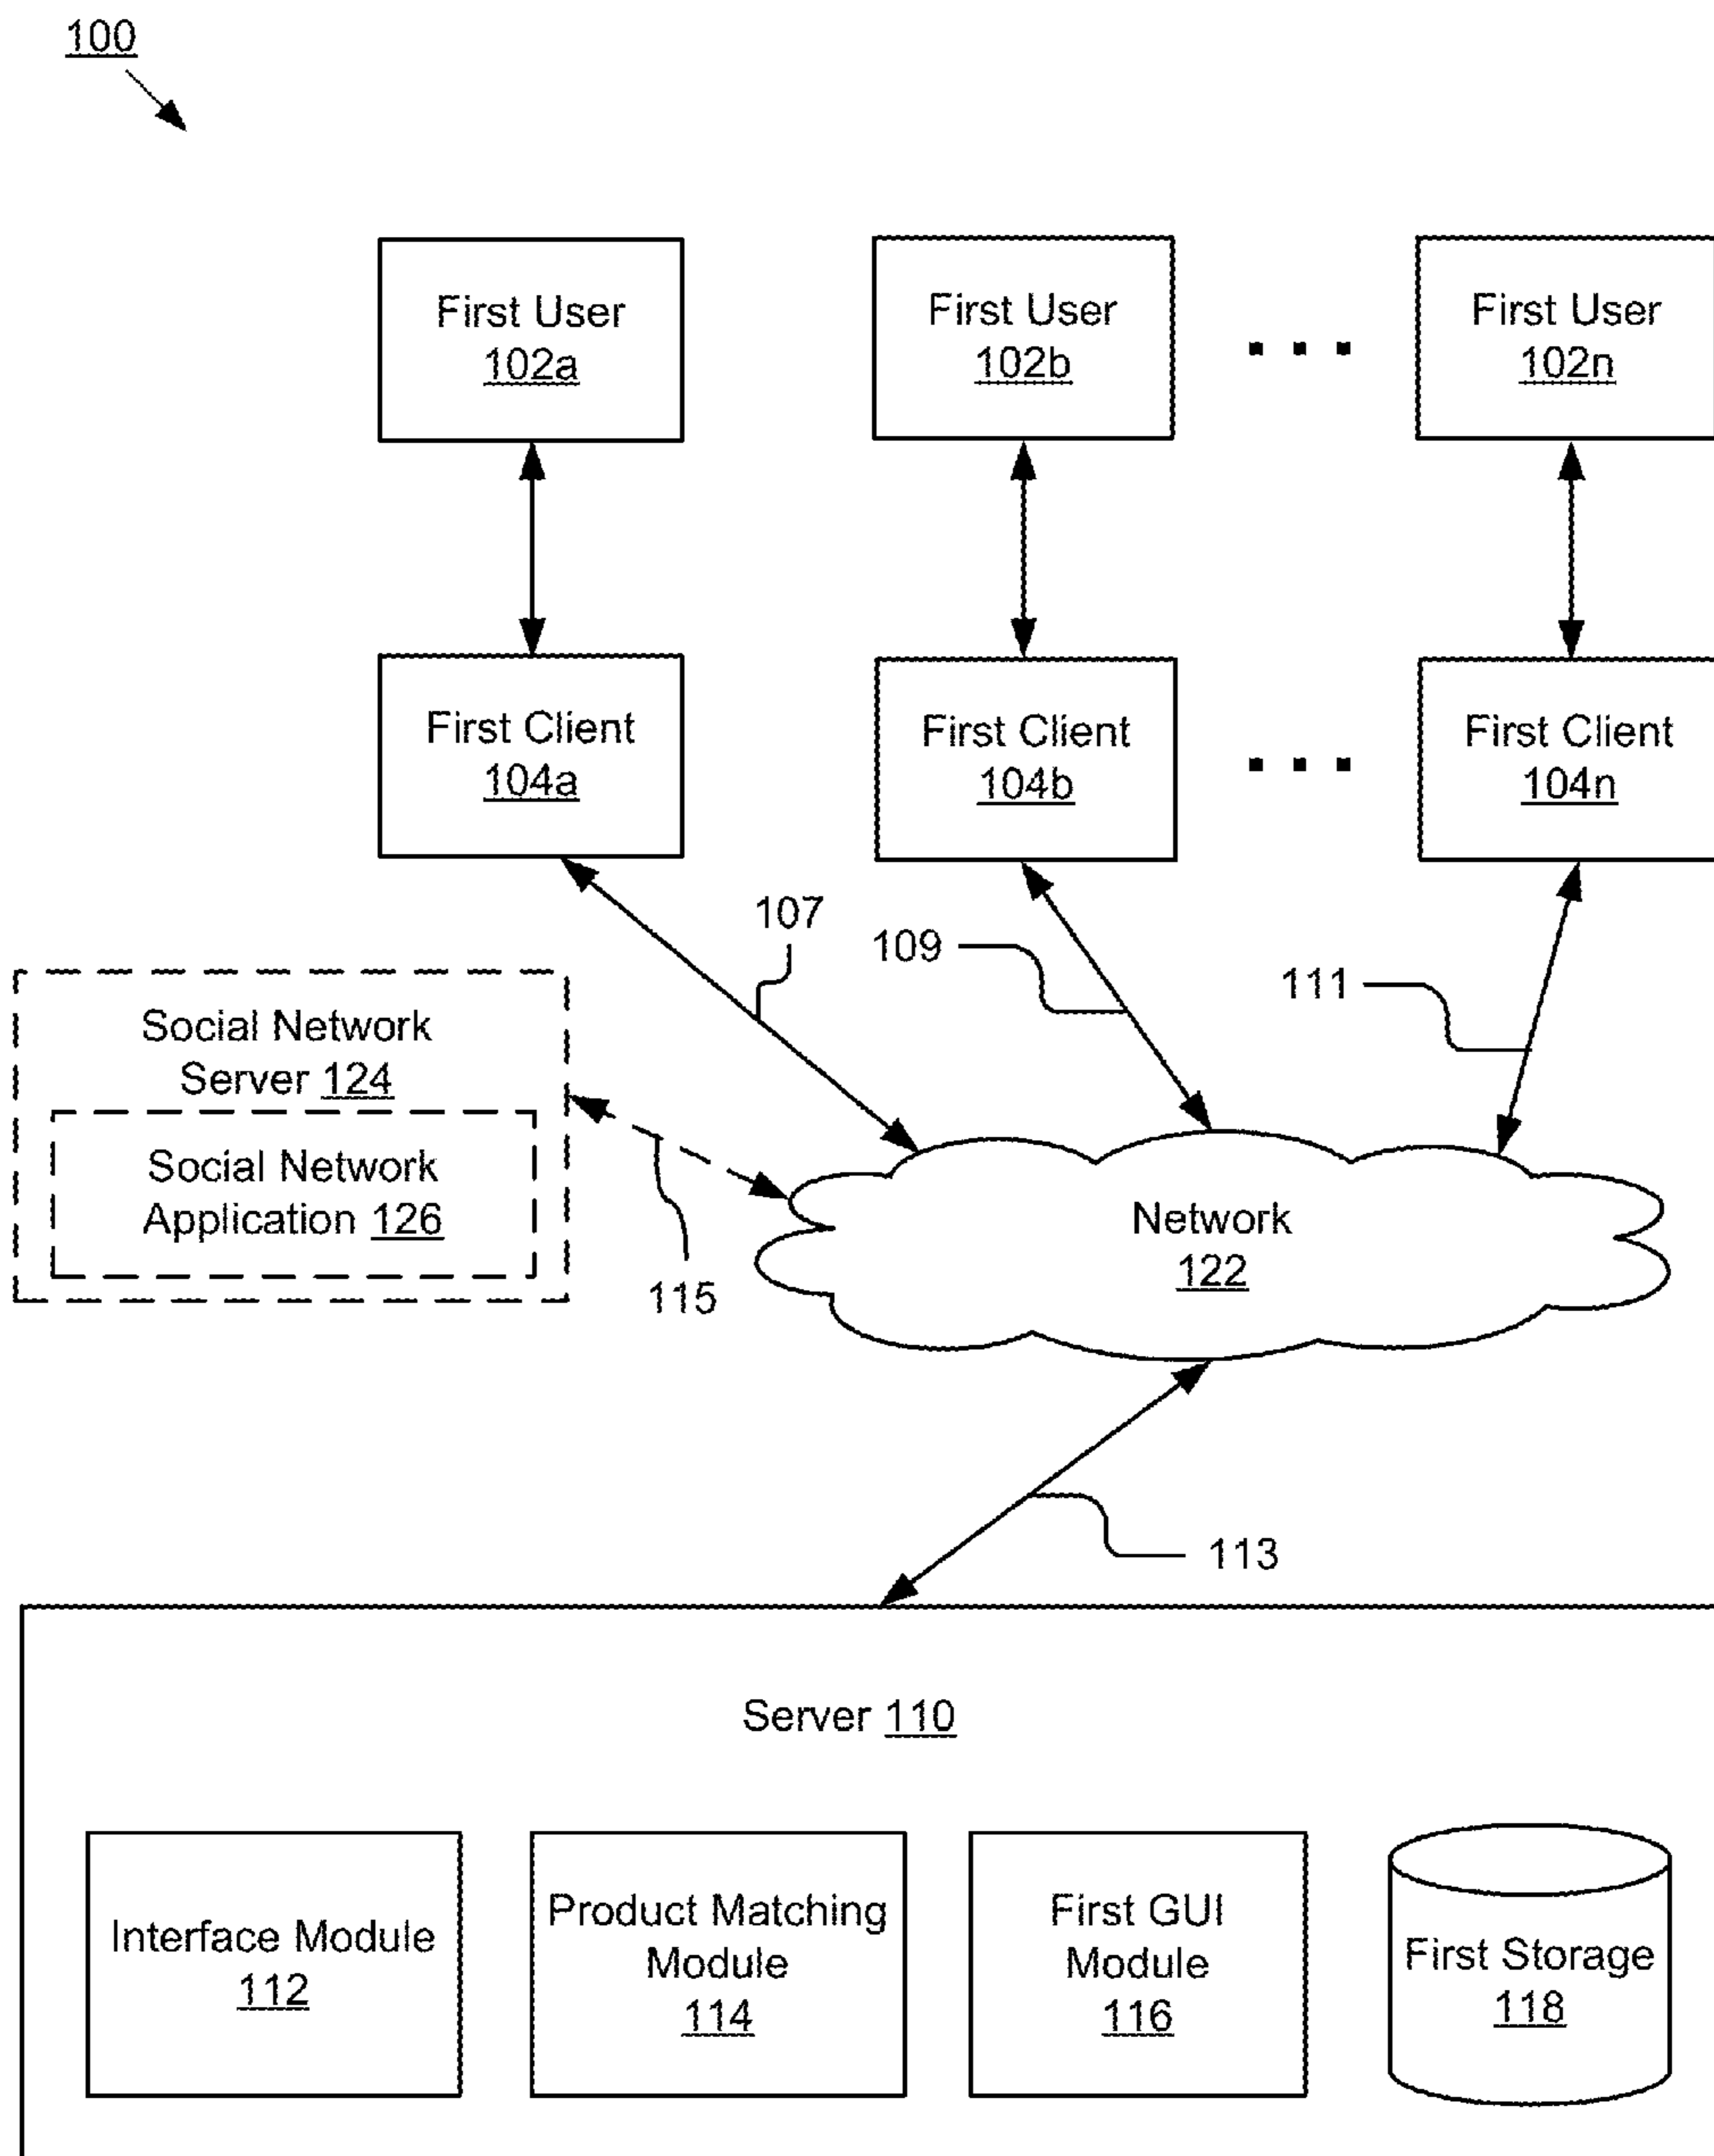 100
First User
102a
First User
102b
. . .
First User
102n
First Client
104a
First Client
104b
. . .
First Client
104n
107
109
111
Social Network
Server 124
Social Network
Application 126
115
Network
122
113
Server 110
Interface Module
112
Product Matching
Module
114
First GUI
Module
116
First Storage
118